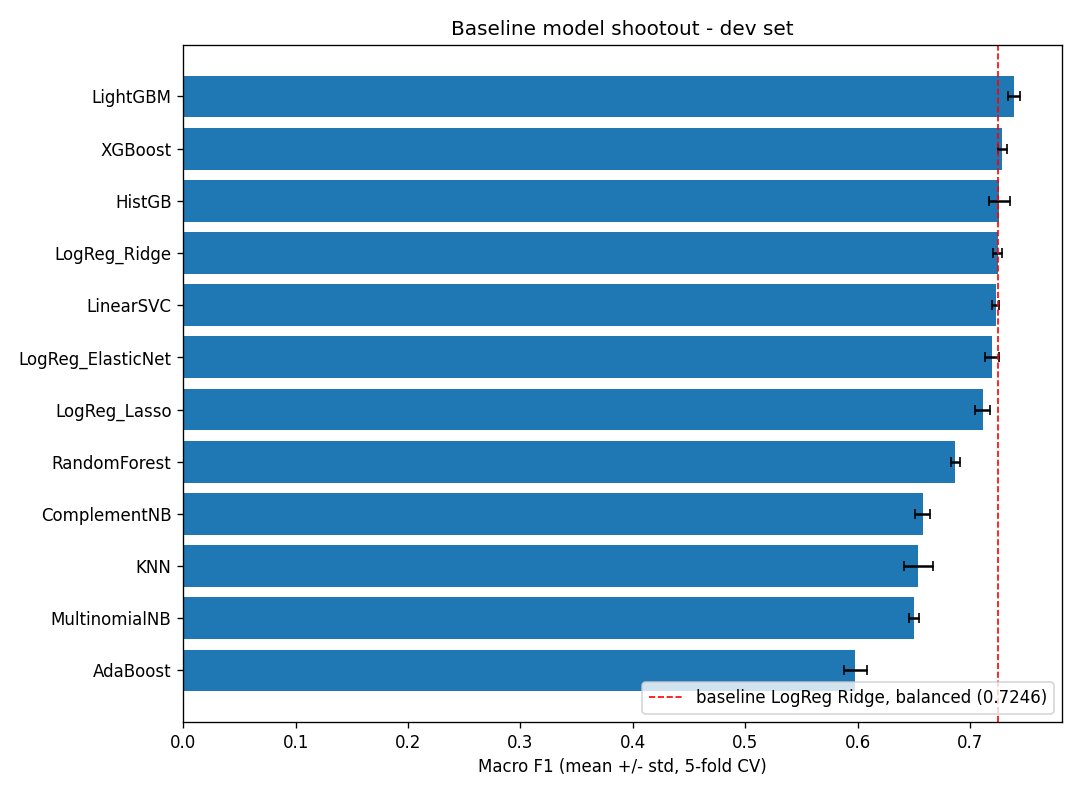 Baseline model shootout - dev set
LightGBM
XGBoost
HistGB
LogReg_Ridge
LinearSVC
LogReg_ElasticNet
LogReg_Lasso
RandomForest
ComplementNB
KNN
MultinomialNB
AdaBoost
baseline LogReg Ridge, balanced (0.7246)
0.0 0.1 0.2 0.3 0.4 0.5 0.6 0.7
Macro F1 (mean +/- std, 5-fold CV)